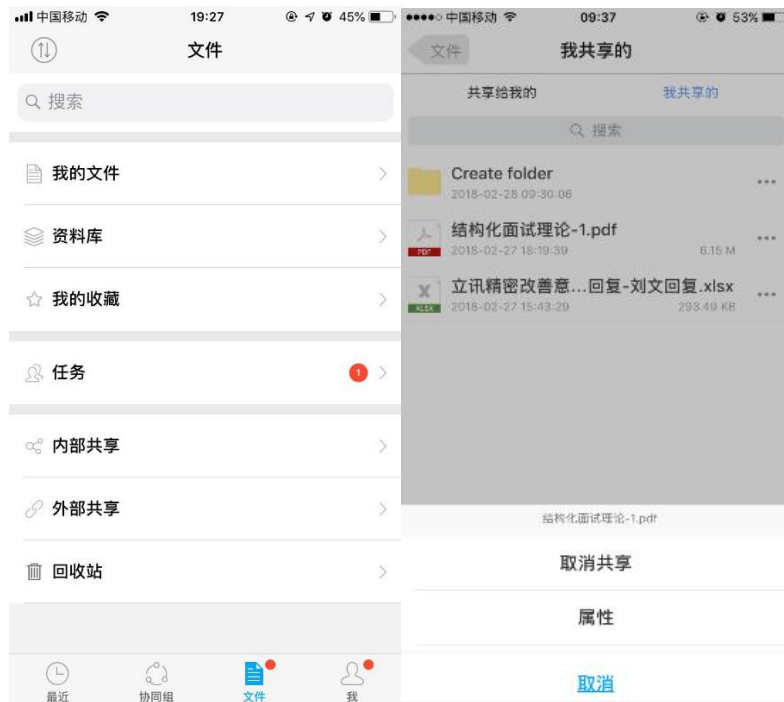 中国移动 19:27 45%
文件
搜索
我的文件
资料库
我的收藏
任务 1
内部共享
外部共享
回收站
最近 协同组 文件 我
中国移动 09:37 53%
文件 我共享的
共享给我的 我共享的
搜索
Create folder
2018-02-28 09:30:06
结构化面试理论-1.pdf
PDF 2018-02-27 18:19:39 6.15 M
X 立讯精密改善意...回复-刘文回复.xlsx
XLSX 2018-02-27 15:43:29 293.49 KB
结构化面试理论-1.pdf
取消共享
属性
取消